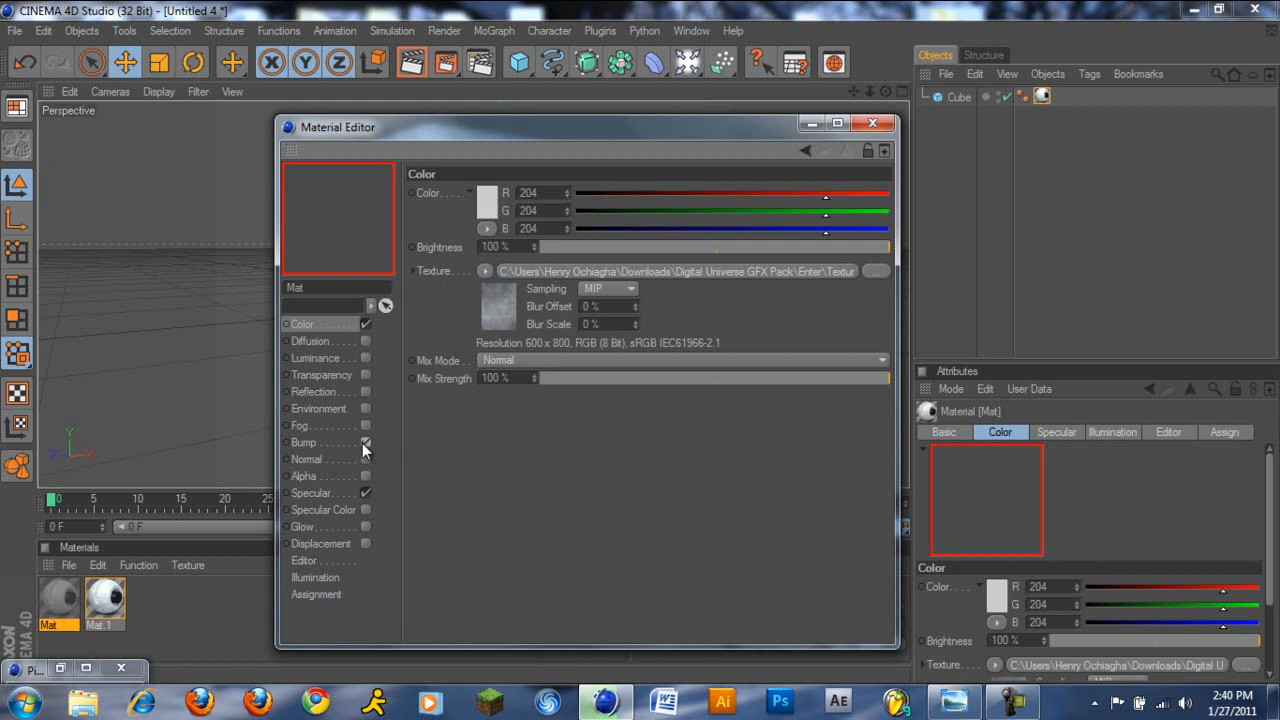 CINEMA 4D Studio (32 Bit) - [Untitled 4 *]
File Edit Objects Tools Selection Structure Functions Animation Simulation Render MoGraph Character Plugins Python Window Help
X Y Z
Objects Structure
File Edit View Objects Tags Bookmarks
Cube
Edit Cameras Display Filter View
Perspective
Y
Z X
Material Editor
Color
Color . . . . R 204
G 204
B 204
Brightness 100 %
Texture . . . . C:\Users\Henry Ochiagha\Downloads\Digital Universe GFX Pack\Enter\Textur ...
Sampling MIP
Blur Offset 0 %
Blur Scale 0 %
Resolution 600 x 800, RGB (8 Bit), sRGB IEC61966-2.1
Mix Mode . . Normal
Mix Strength 100 %
Mat
Color
Diffusion
Luminance
Transparency
Reflection
Environment
Fog
Bump
Normal
Alpha
Specular
Specular Color
Glow
Displacement
Editor
Illumination
Assignment
0 5 10 15 20 25
0 F 0 F
Materials
File Edit Function Texture
Mat Mat.1
Attributes
Mode Edit User Data
Material [Mat]
Basic Color Specular Illumination Editor Assign
Color
Color . . . . R 204
G 204
B 204
Brightness 100 %
Texture . . . . C:\Users\Henry Ochiagha\Downloads\Digital U ...
Pi...
W Ai Ps AE
2:40 PM
1/27/2011